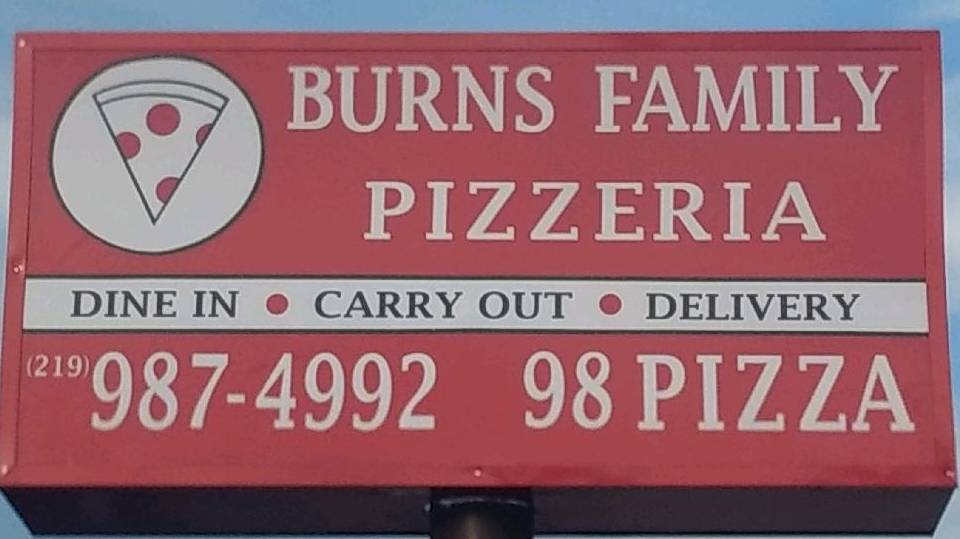 BURNS FAMILY
PIZZERIA
DINE IN • CARRY OUT • DELIVERY
(219) 987-4992 98 PIZZA